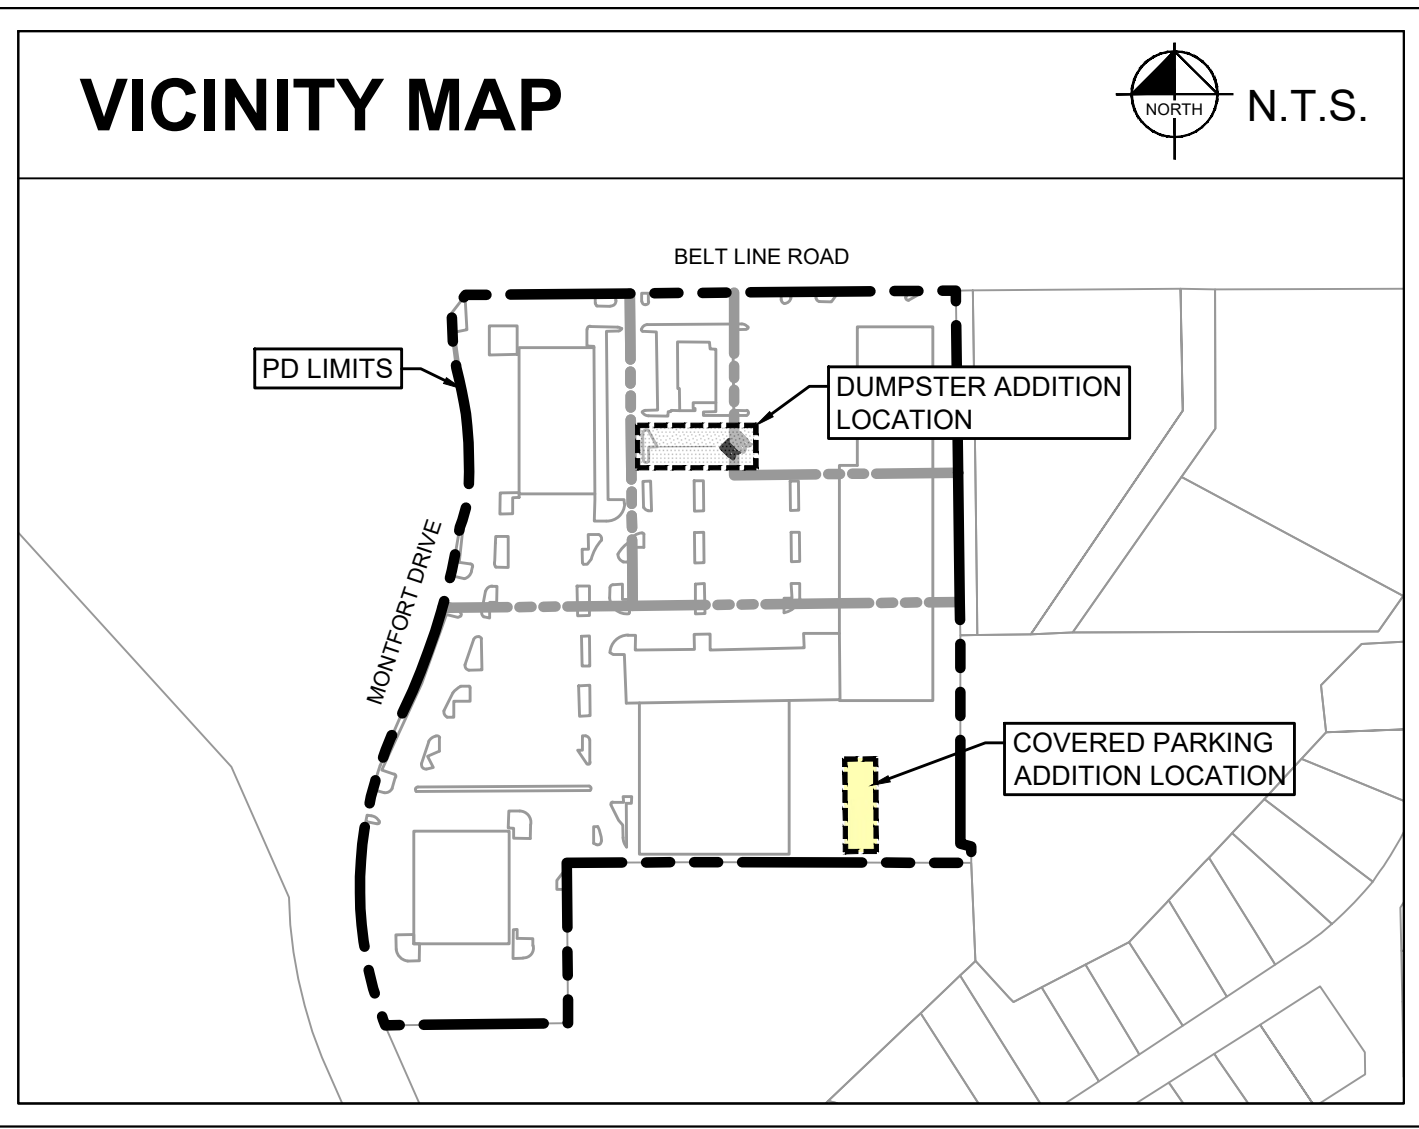 VICINITY MAP
NORTH
N.T.S.
BELT LINE ROAD
PD LIMITS
DUMPSTER ADDITION
LOCATION
MONTFORT DRIVE
COVERED PARKING
ADDITION LOCATION